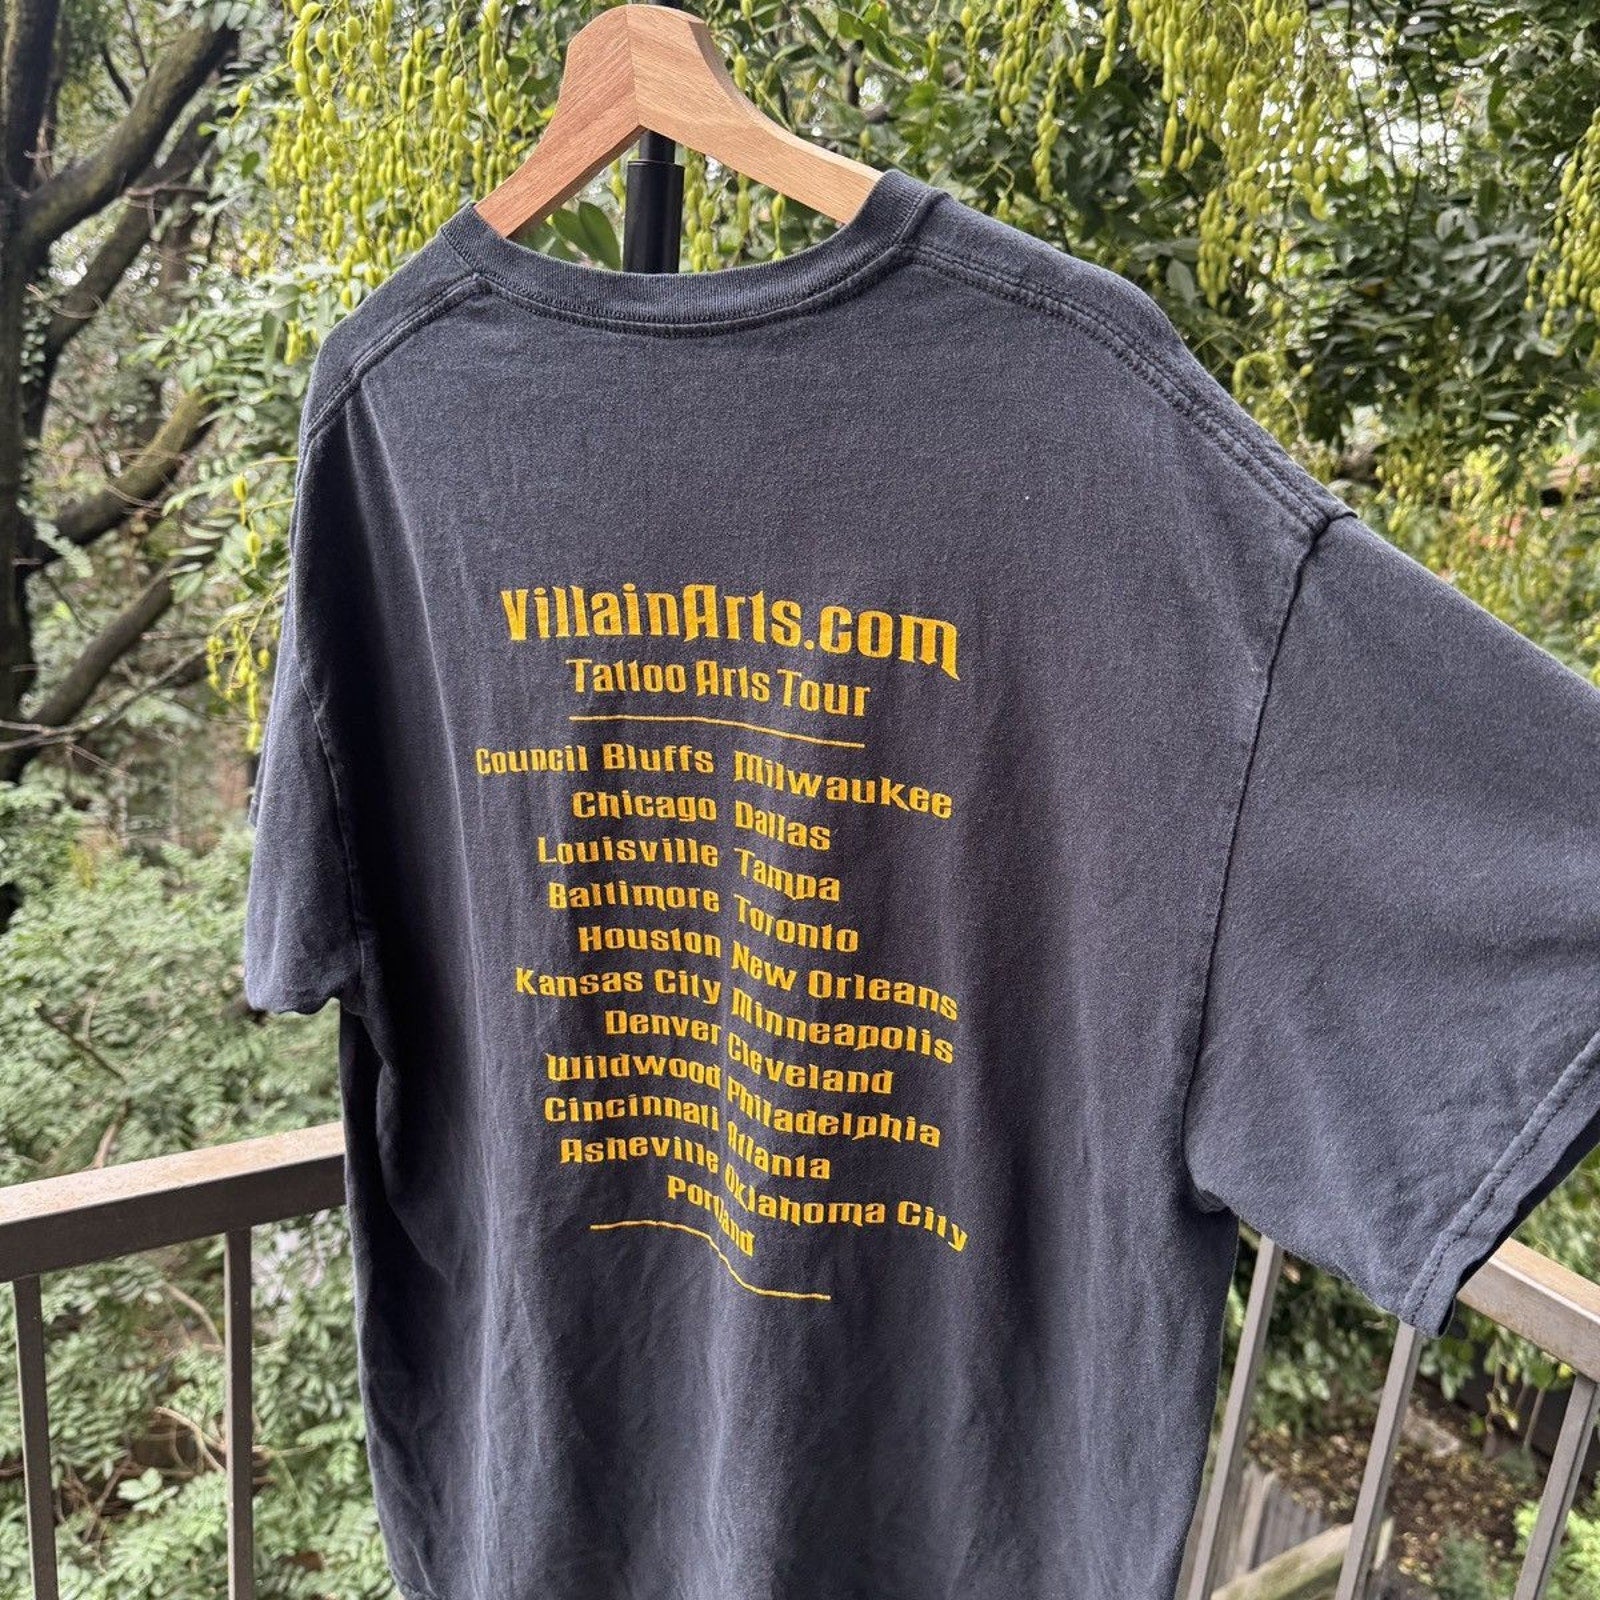 VillainArts.com
Tattoo Arts Tour
Council Bluffs Milwaukee
Chicago Dallas
Louisville Tampa
Baltimore Toronto
Houston New Orleans
Kansas City Minneapolis
Denver Cleveland
Wildwood Philadelphia
Cincinnati Atlanta
Asheville Oklahoma City
Portland